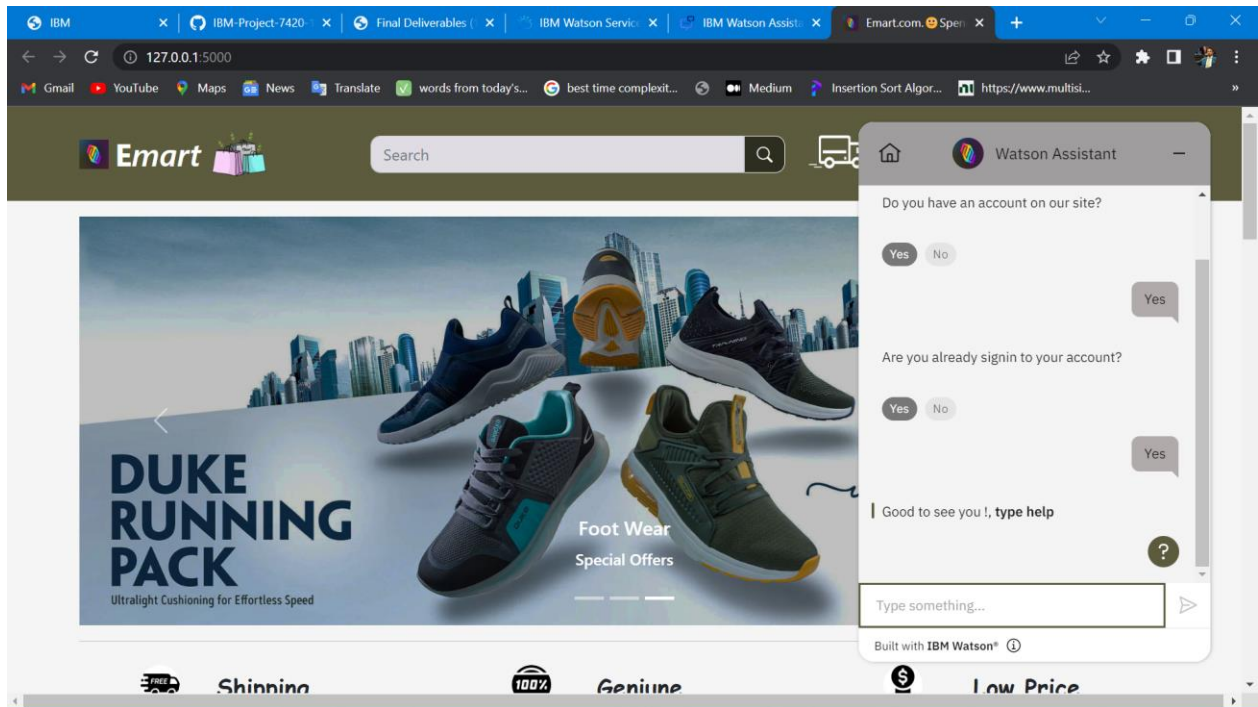 IBM
IBM-Project-7420-
Final Deliverables (
IBM Watson Servic
IBM Watson Assist
Emart.com.😊Spen
127.0.0.1:5000
Gmail
YouTube
Maps
News
Translate
words from today's...
best time complexit...
Medium
Insertion Sort Algor...
https://www.multisi...
»
Emart
Search
Watson Assistant
Do you have an account on our site?
Yes No
Yes
Are you already signin to your account?
Yes No
Yes
Good to see you !, type help
?
Type something...
Built with IBM Watson®
DUKE
RUNNING
PACK
Ultralight Cushioning for Effortless Speed
DUKE
Foot Wear
Special Offers
FREE
Shipping
100%
Geniune
$
Low Price